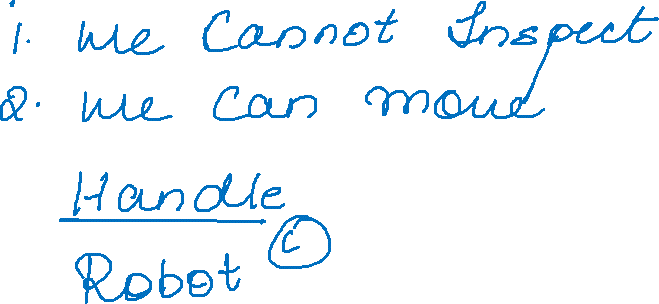 1. We Cannot Inspect
2. We Can move
Handle
Robot